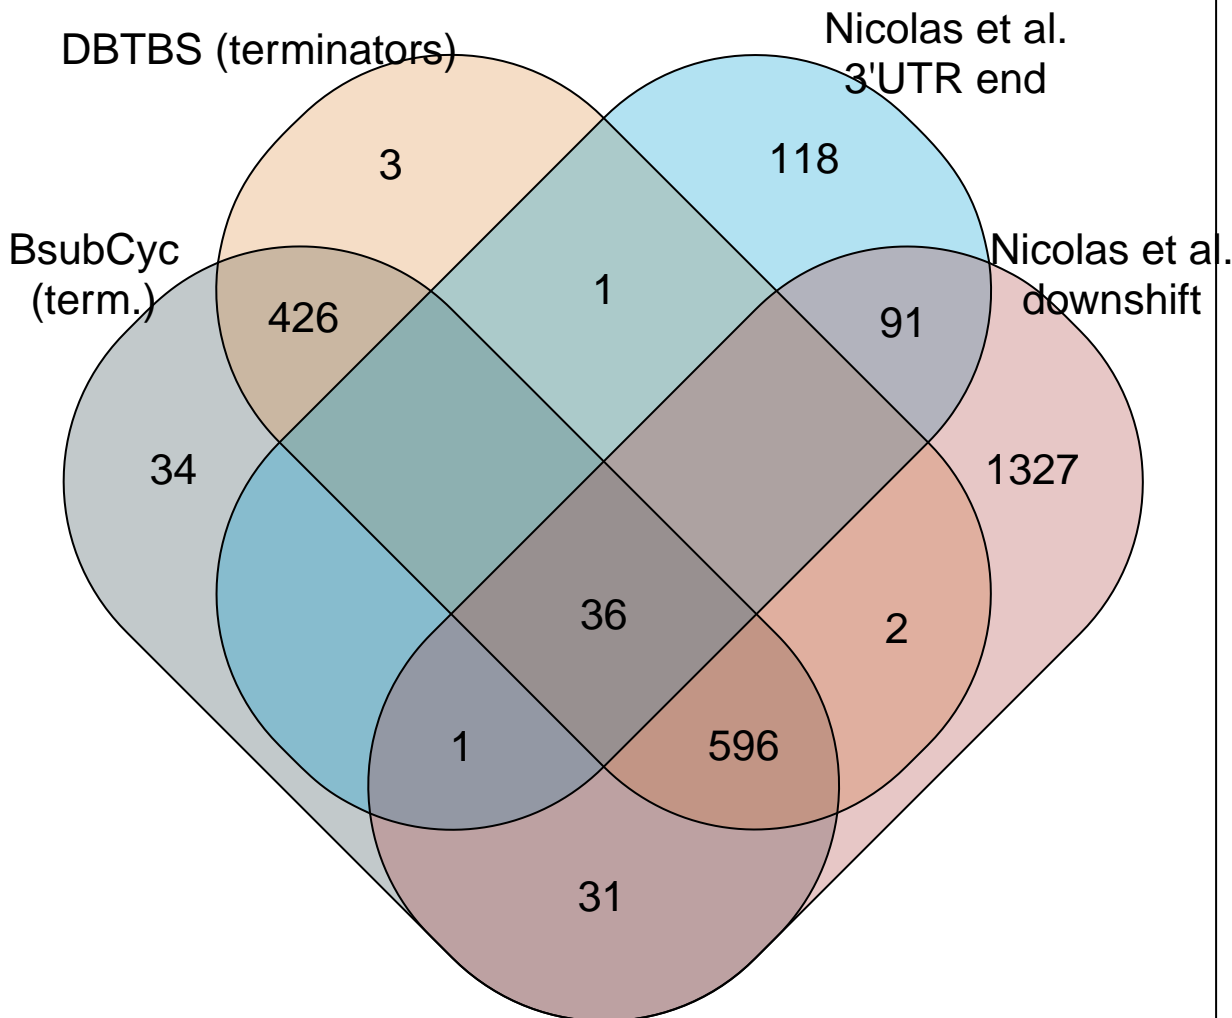 DBTBS (terminators)
Nicolas et al.
3'UTR end
3
118
BsubCyc
(term.)
Nicolas et al.
downshift
1
426
91
34
1327
36
2
1
596
31